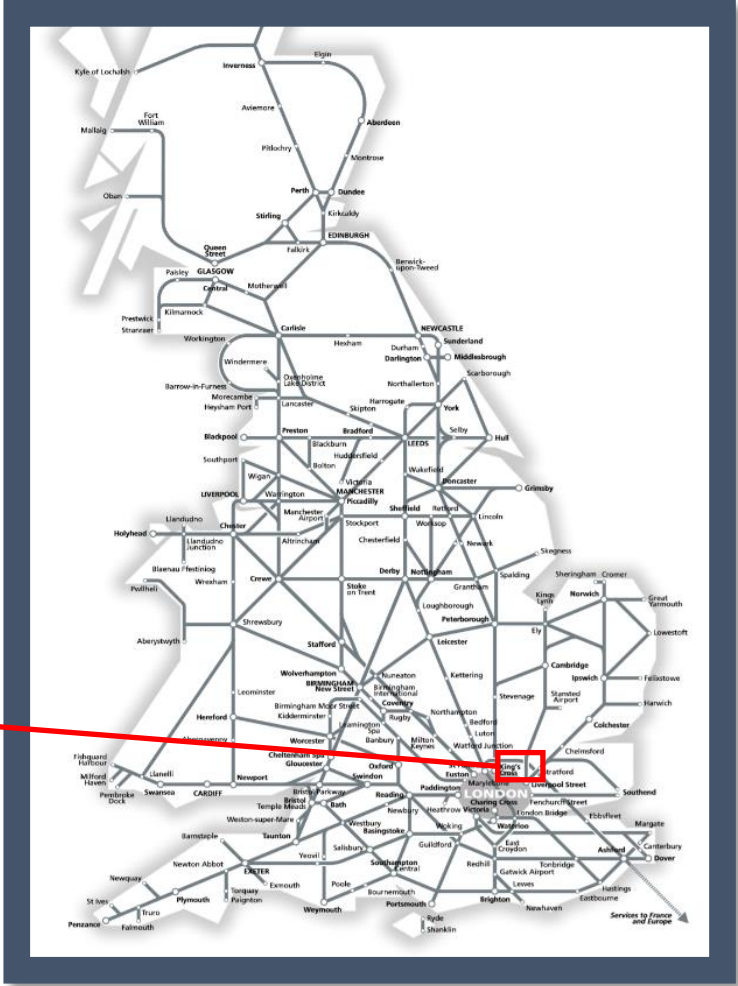 Elgin
Inverness
Kyle of Lochalsh
Aviemore
Fort
William
Aberdeen
Mallaig
Pitlochry
Montrose
Perth
Dundee
Oban
Kirkcaldy
Stirling
EDINBURGH
Queen
Street
Falkirk
Berwick-
upon-Tweed
Paisley
GLASGOW
Central
Motherwell
Prestwick
Kilmarnock
Stranraer
Carlisle
NEWCASTLE
Workington
Hexham
Sunderland
Durham
Darlington
Middlesbrough
Windermere
Scarborough
Oxenholme
Lake District
Northallerton
Barrow-in-Furness
Morecambe
Heysham Port
Lancaster
Harrogate
York
Skipton
Blackpool
Preston
Bradford
LEEDS
Selby
Hull
Blackburn
Huddersfield
Southport
Bolton
Wakefield
Wigan
Victoria
Doncaster
LIVERPOOL
Warrington
MANCHESTER
Piccadilly
Grimsby
Manchester
Airport
Stockport
Sheffield
Retford
Worksop
Lincoln
Llandudno
Chester
Holyhead
Llandudno
Junction
Altrincham
Chesterfield
Newark
Skegness
Blaenau Ffestiniog
Wrexham
Crewe
Derby
Nottingham
Spalding
Sheringham
Cromer
Pwllheli
Stoke
on Trent
Grantham
Kings
Lynn
Norwich
Great
Yarmouth
Loughborough
Peterborough
Shrewsbury
Ely
Aberystwyth
Stafford
Leicester
Lowestoft
Wolverhampton
BIRMINGHAM
New Street
Nuneaton
Kettering
Cambridge
Ipswich
Felixstowe
Birmingham
International
Leominster
Stevenage
Stansted
Airport
Birmingham Moor Street
Coventry
Harwich
Hereford
Kidderminster
Rugby
Northampton
Leamington
Spa
Bedford
Colchester
Abergavenny
Worcester
Banbury
Milton
Keynes
Luton
Watford Junction
Chelmsford
Fishguard
Harbour
Cheltenham Spa
Gloucester
Oxford
King's
Cross
Euston
Stratford
Milford
Haven
Llanelli
Newport
Swindon
Marylebone
Liverpool Street
Pembroke
Dock
Swansea
CARDIFF
Bristol Parkway
Reading
Paddington
LONDON
Southend
Bristol
Temple Meads
Bath
Newbury
Heathrow
Victoria
Charing Cross
Fenchurch Street
London Bridge
Ebbsfleet
Weston-super-Mare
Westbury
Basingstoke
Woking
Waterloo
Margate
Barnstaple
Taunton
Salisbury
Guildford
East
Croydon
Canterbury
Newton Abbot
Yeovil
Southampton
Central
Redhill
Gatwick Airport
Tonbridge
Ashford
Dover
Newquay
EXETER
Exmouth
Poole
Bournemouth
Lewes
Hastings
St Ives
Plymouth
Torquay
Paignton
Weymouth
Portsmouth
Brighton
Newhaven
Eastbourne
Truro
Penzance
Falmouth
Ryde
Shanklin
Services to France
and Europe